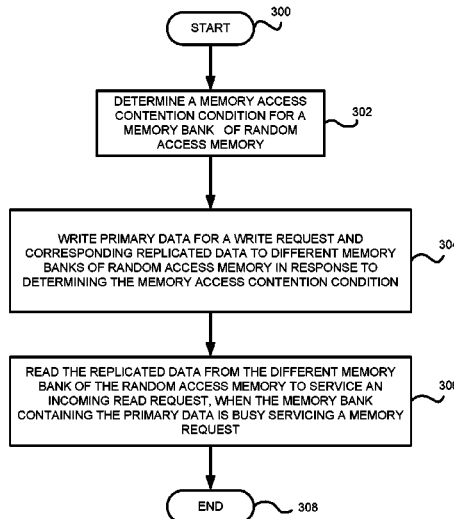 START
300
DETERMINE A MEMORY ACCESS
CONTENTION CONDITION FOR A
MEMORY BANK OF RANDOM
ACCESS MEMORY
302
WRITE PRIMARY DATA FOR A WRITE REQUEST AND
CORRESPONDING REPLICATED DATA TO DIFFERENT MEMORY
BANKS OF RANDOM ACCESS MEMORY IN RESPONSE TO
DETERMINING THE MEMORY ACCESS CONTENTION CONDITION
READ THE REPLICATED DATA FROM THE DIFFERENT MEMORY
BANK OF THE RANDOM ACCESS MEMORY TO SERVICE AN
INCOMING READ REQUEST, WHEN THE MEMORY BANK
CONTAINING THE PRIMARY DATA IS BUSY SERVICING A MEMORY
REQUEST
END
308